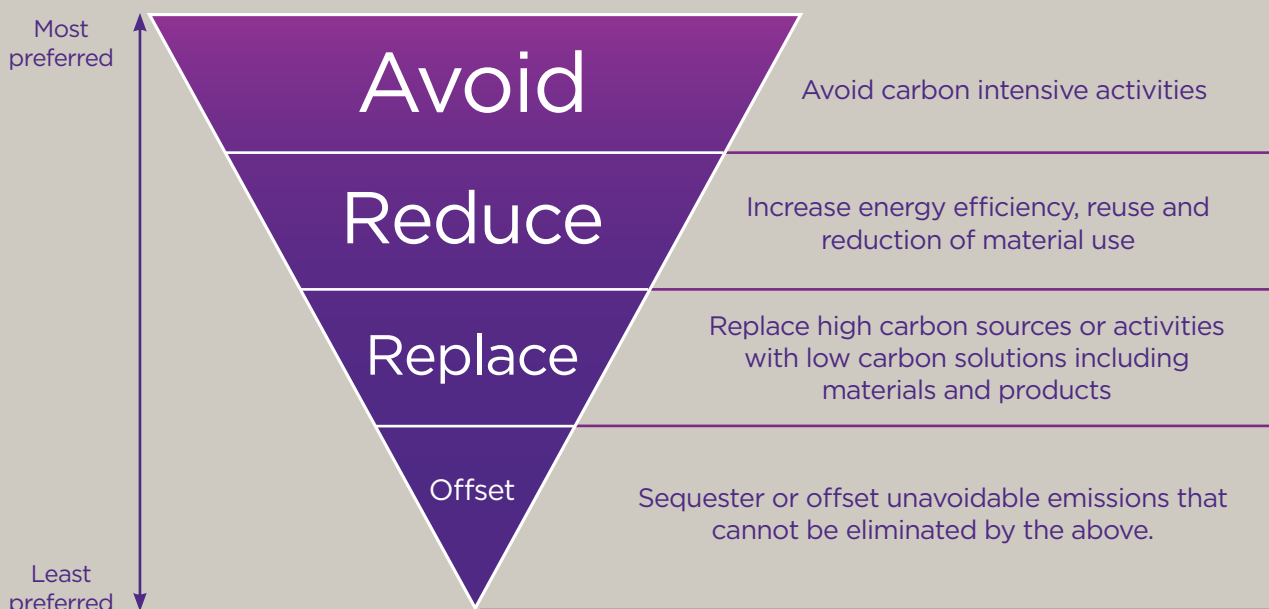 Most
preferred
Avoid
Avoid carbon intensive activities
Reduce
Increase energy efficiency, reuse and
reduction of material use
Replace
Replace high carbon sources or activities
with low carbon solutions including
materials and products
Offset
Sequester or offset unavoidable emissions that
cannot be eliminated by the above.
Least
preferred